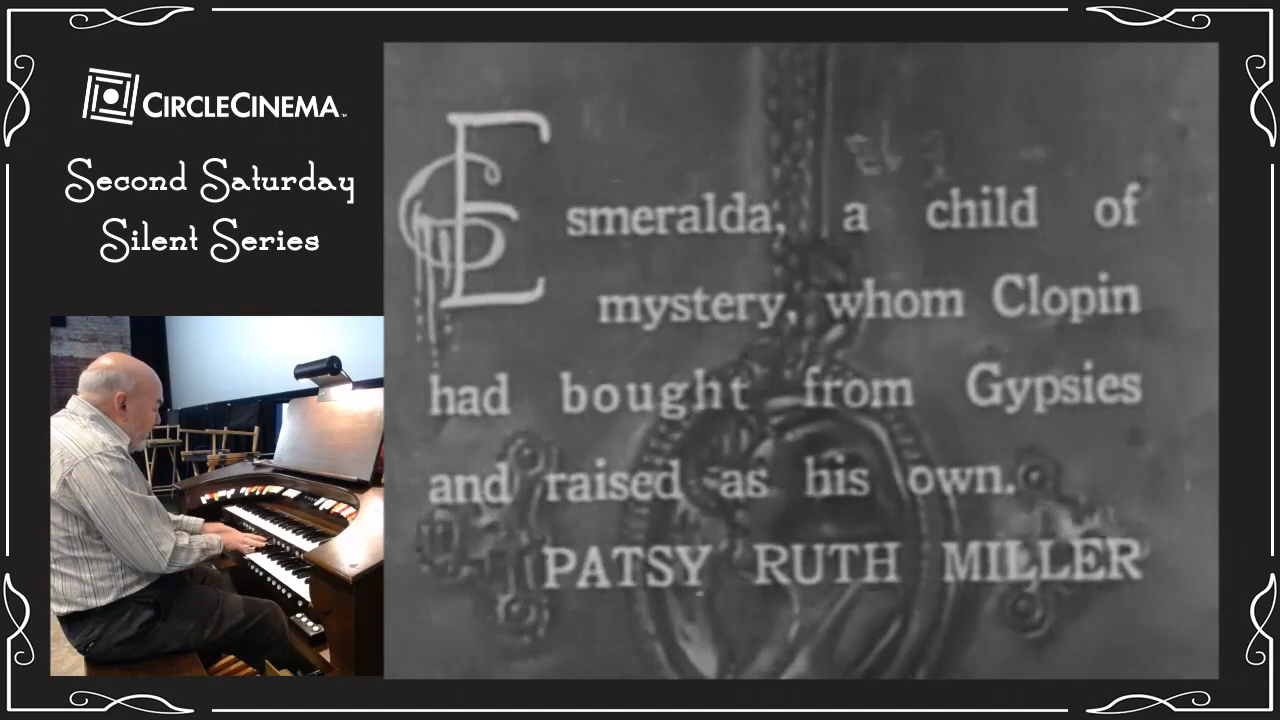 CIRCLECINEMA™
Second Saturday
Silent Series
Esmeralda, a child of
mystery, whom Clopin
had bought from Gypsies
and raised as his own.
PATSY RUTH MILLER